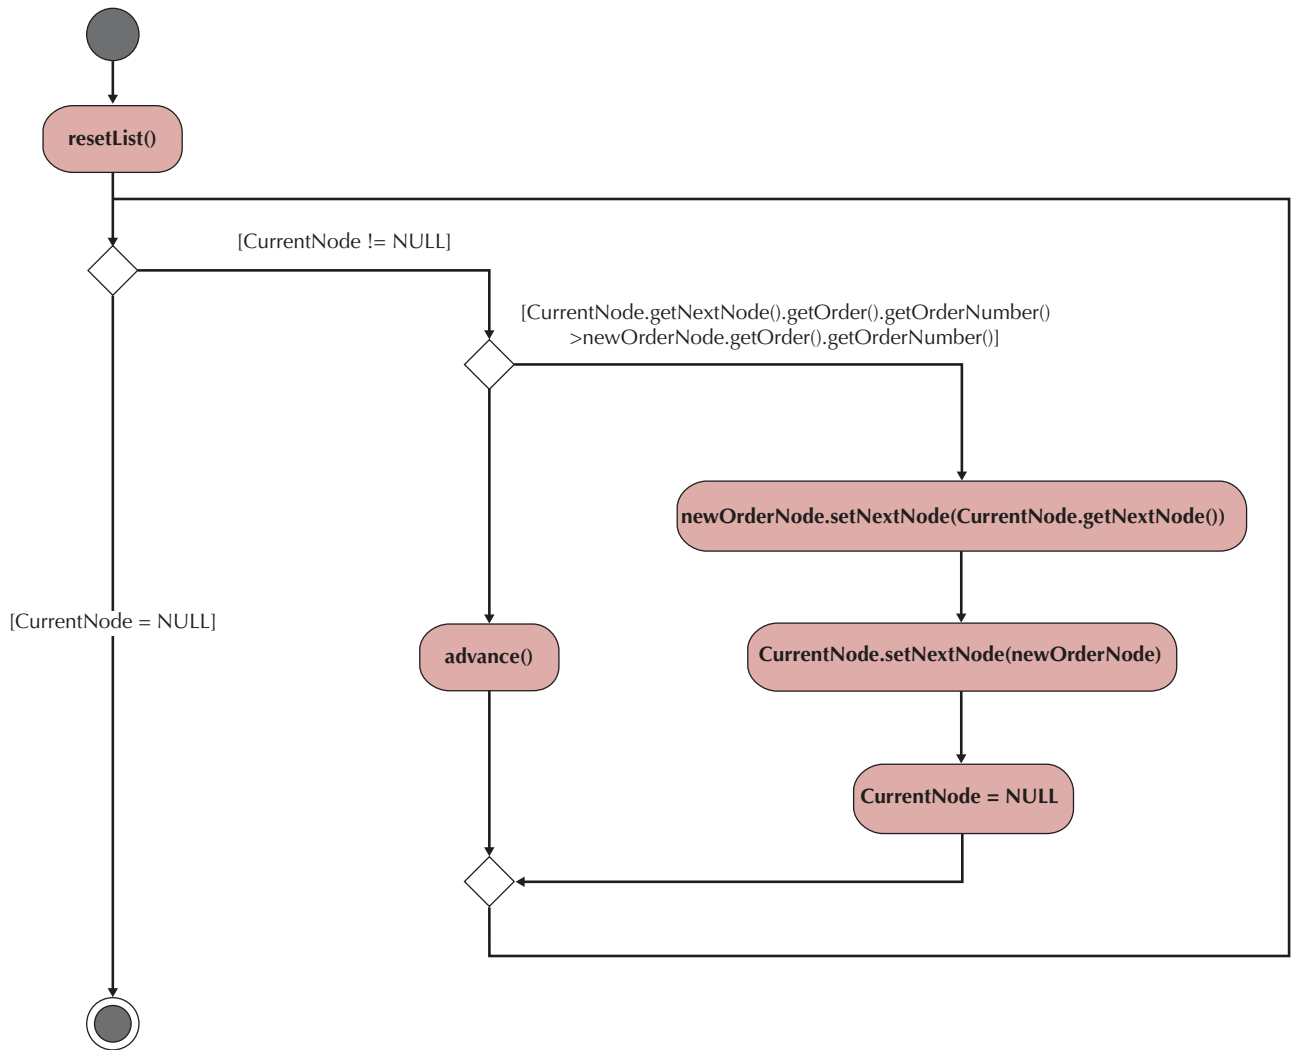 resetList()
[CurrentNode != NULL]
[CurrentNode.getNextNode().getOrder().getOrderNumber()
>newOrderNode.getOrder().getOrderNumber()]
newOrderNode.setNextNode(CurrentNode.getNextNode())
[CurrentNode = NULL]
advance()
CurrentNode.setNextNode(newOrderNode)
CurrentNode = NULL